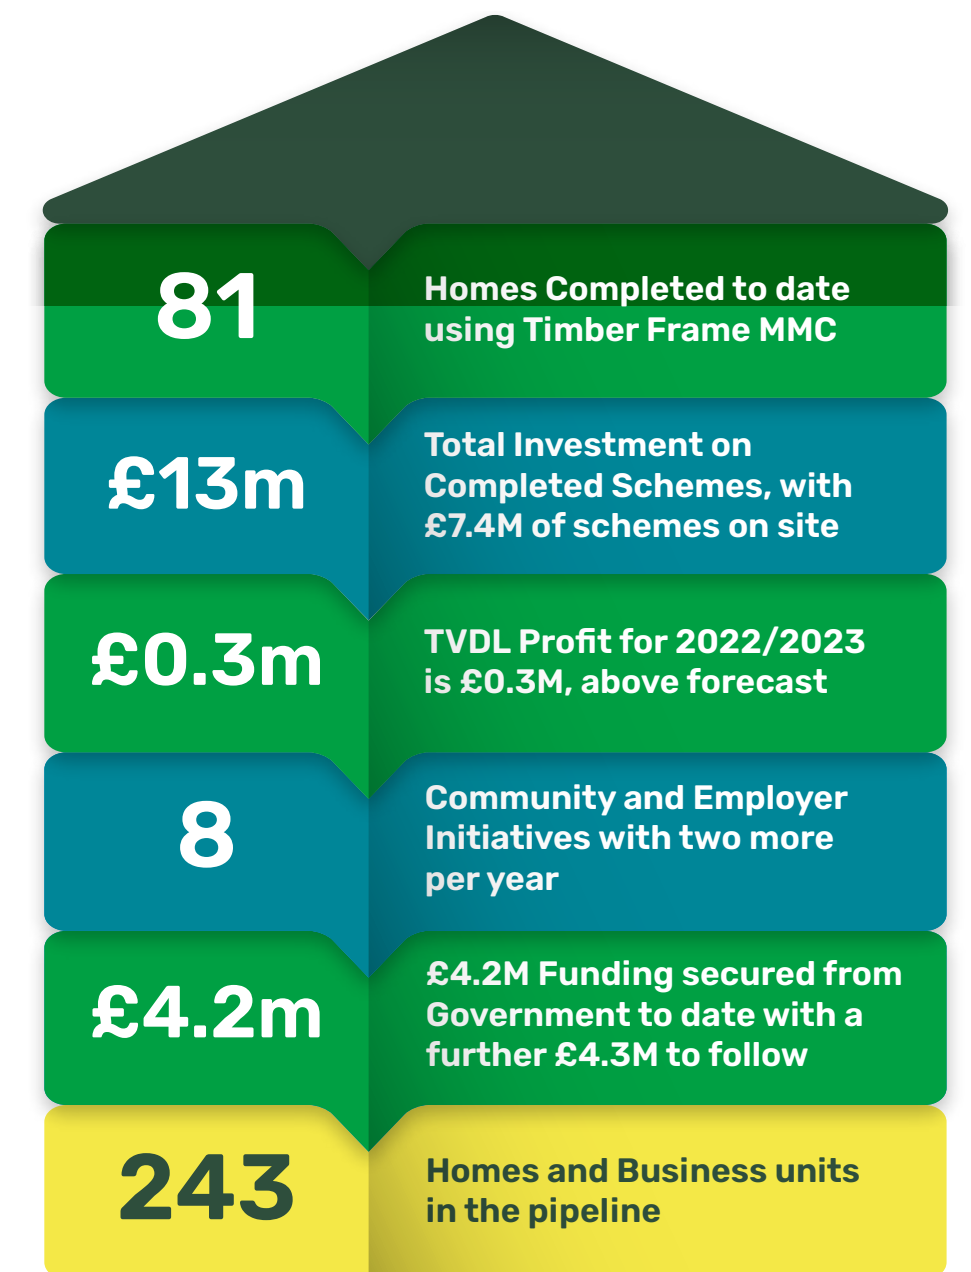 81
Homes Completed to date
using Timber Frame MMC
£13m
Total Investment on
Completed Schemes, with
£7.4M of schemes on site
£0.3m
TVDL Profit for 2022/2023
is £0.3M, above forecast
8
Community and Employer
Initiatives with two more
per year
£4.2m
£4.2M Funding secured from
Government to date with a
further £4.3M to follow
243
Homes and Business units
in the pipeline